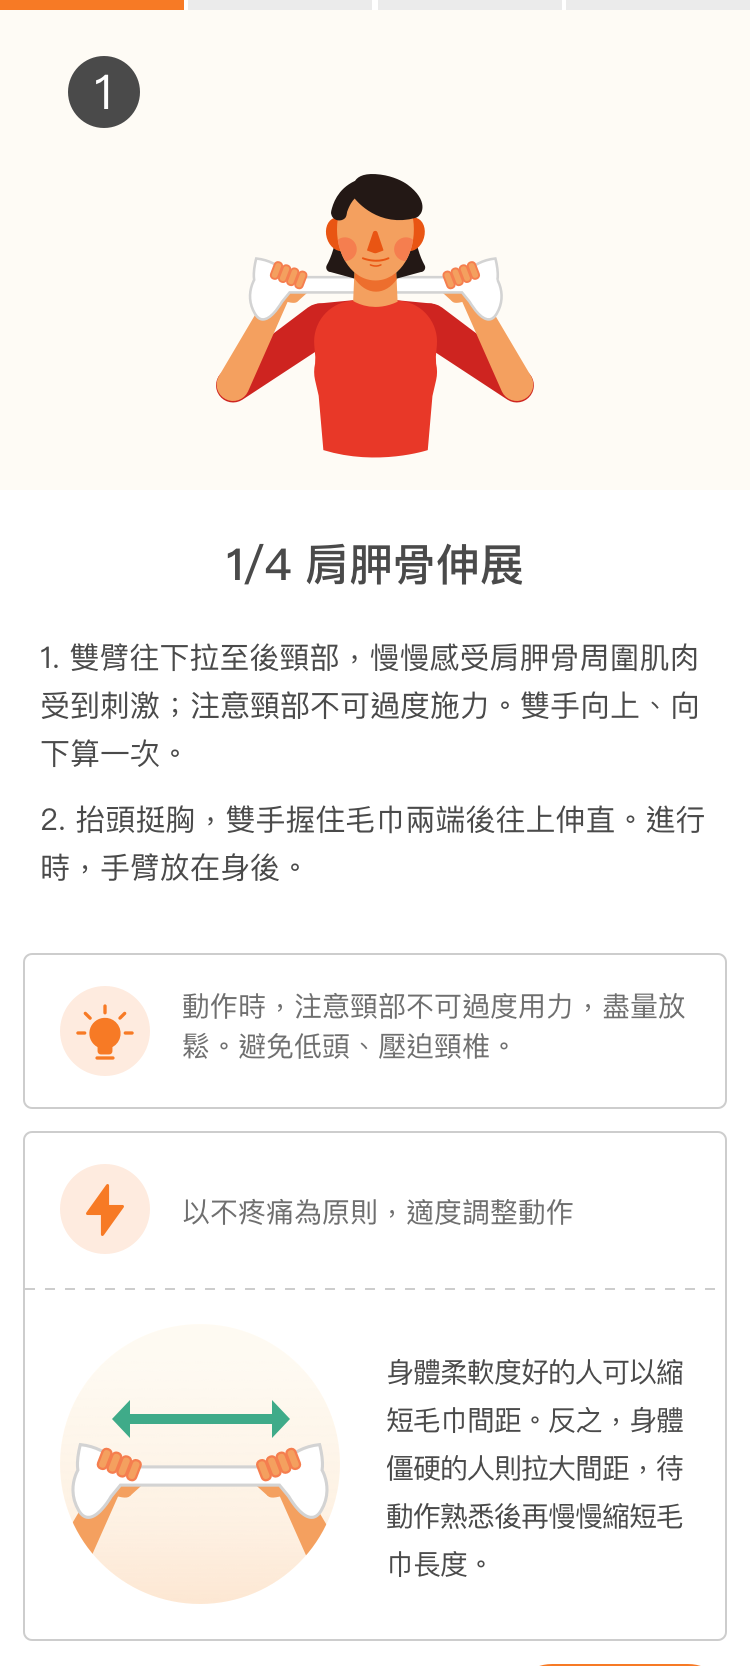 1
1/4 肩胛骨伸展
1. 雙臂往下拉至後頸部，慢慢感受肩胛骨周圍肌肉
受到刺激；注意頸部不可過度施力。雙手向上、向
下算一次。
2. 抬頭挺胸，雙手握住毛巾兩端後往上伸直。進行
時，手臂放在身後。
動作時，注意頸部不可過度用力，盡量放
鬆。避免低頭、壓迫頸椎。
以不疼痛為原則，適度調整動作
身體柔軟度好的人可以縮
短毛巾間距。反之，身體
僵硬的人則拉大間距，待
動作熟悉後再慢慢縮短毛
巾長度。